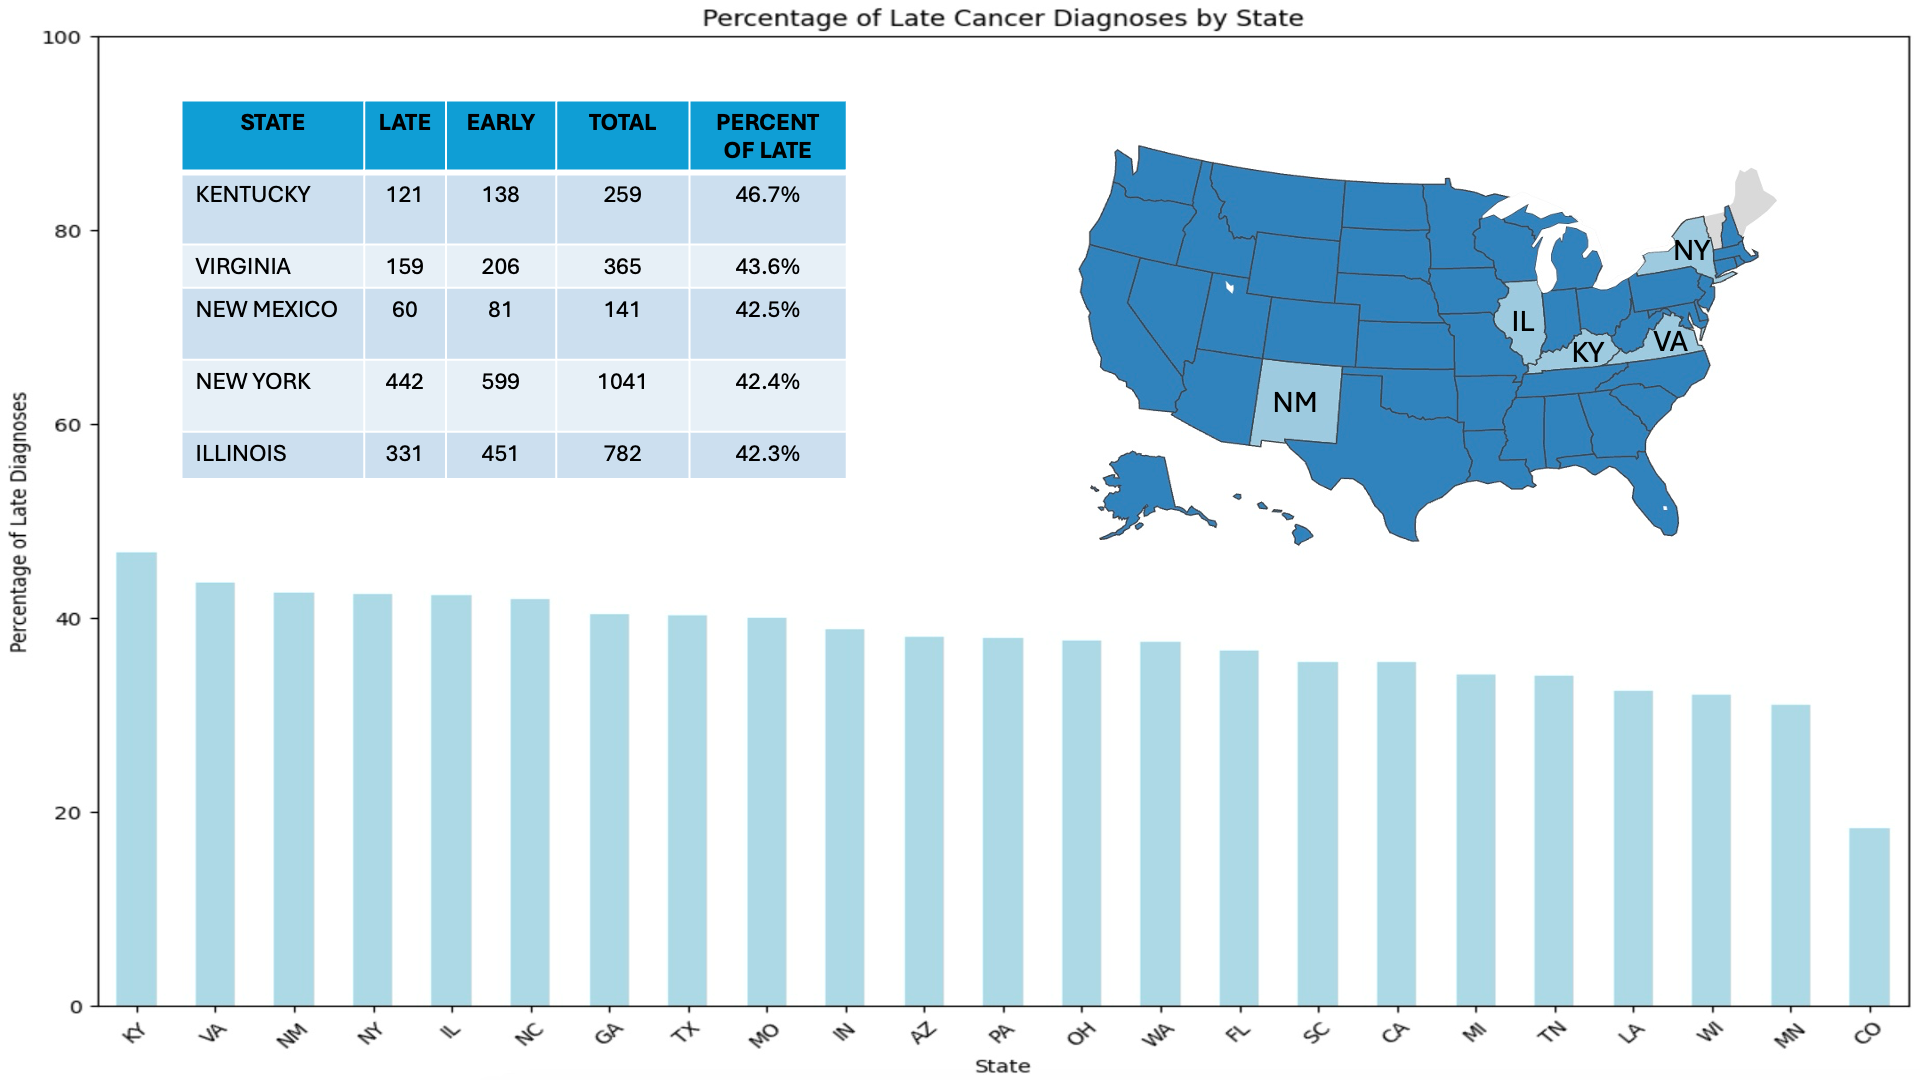 Percentage of Late Cancer Diagnoses by State
100
80
60
40
20
0
Percentage of Late Diagnoses
STATE LATE EARLY TOTAL PERCENT OF LATE
KENTUCKY 121 138 259 46.7%
VIRGINIA 159 206 365 43.6%
NEW MEXICO 60 81 141 42.5%
NEW YORK 442 599 1041 42.4%
ILLINOIS 331 451 782 42.3%
NY
IL
KY
VA
NM
KY VA NM NY IL NC GA TX MO IN AZ PA OH WA FL SC CA MI TN LA WI MN CO
State